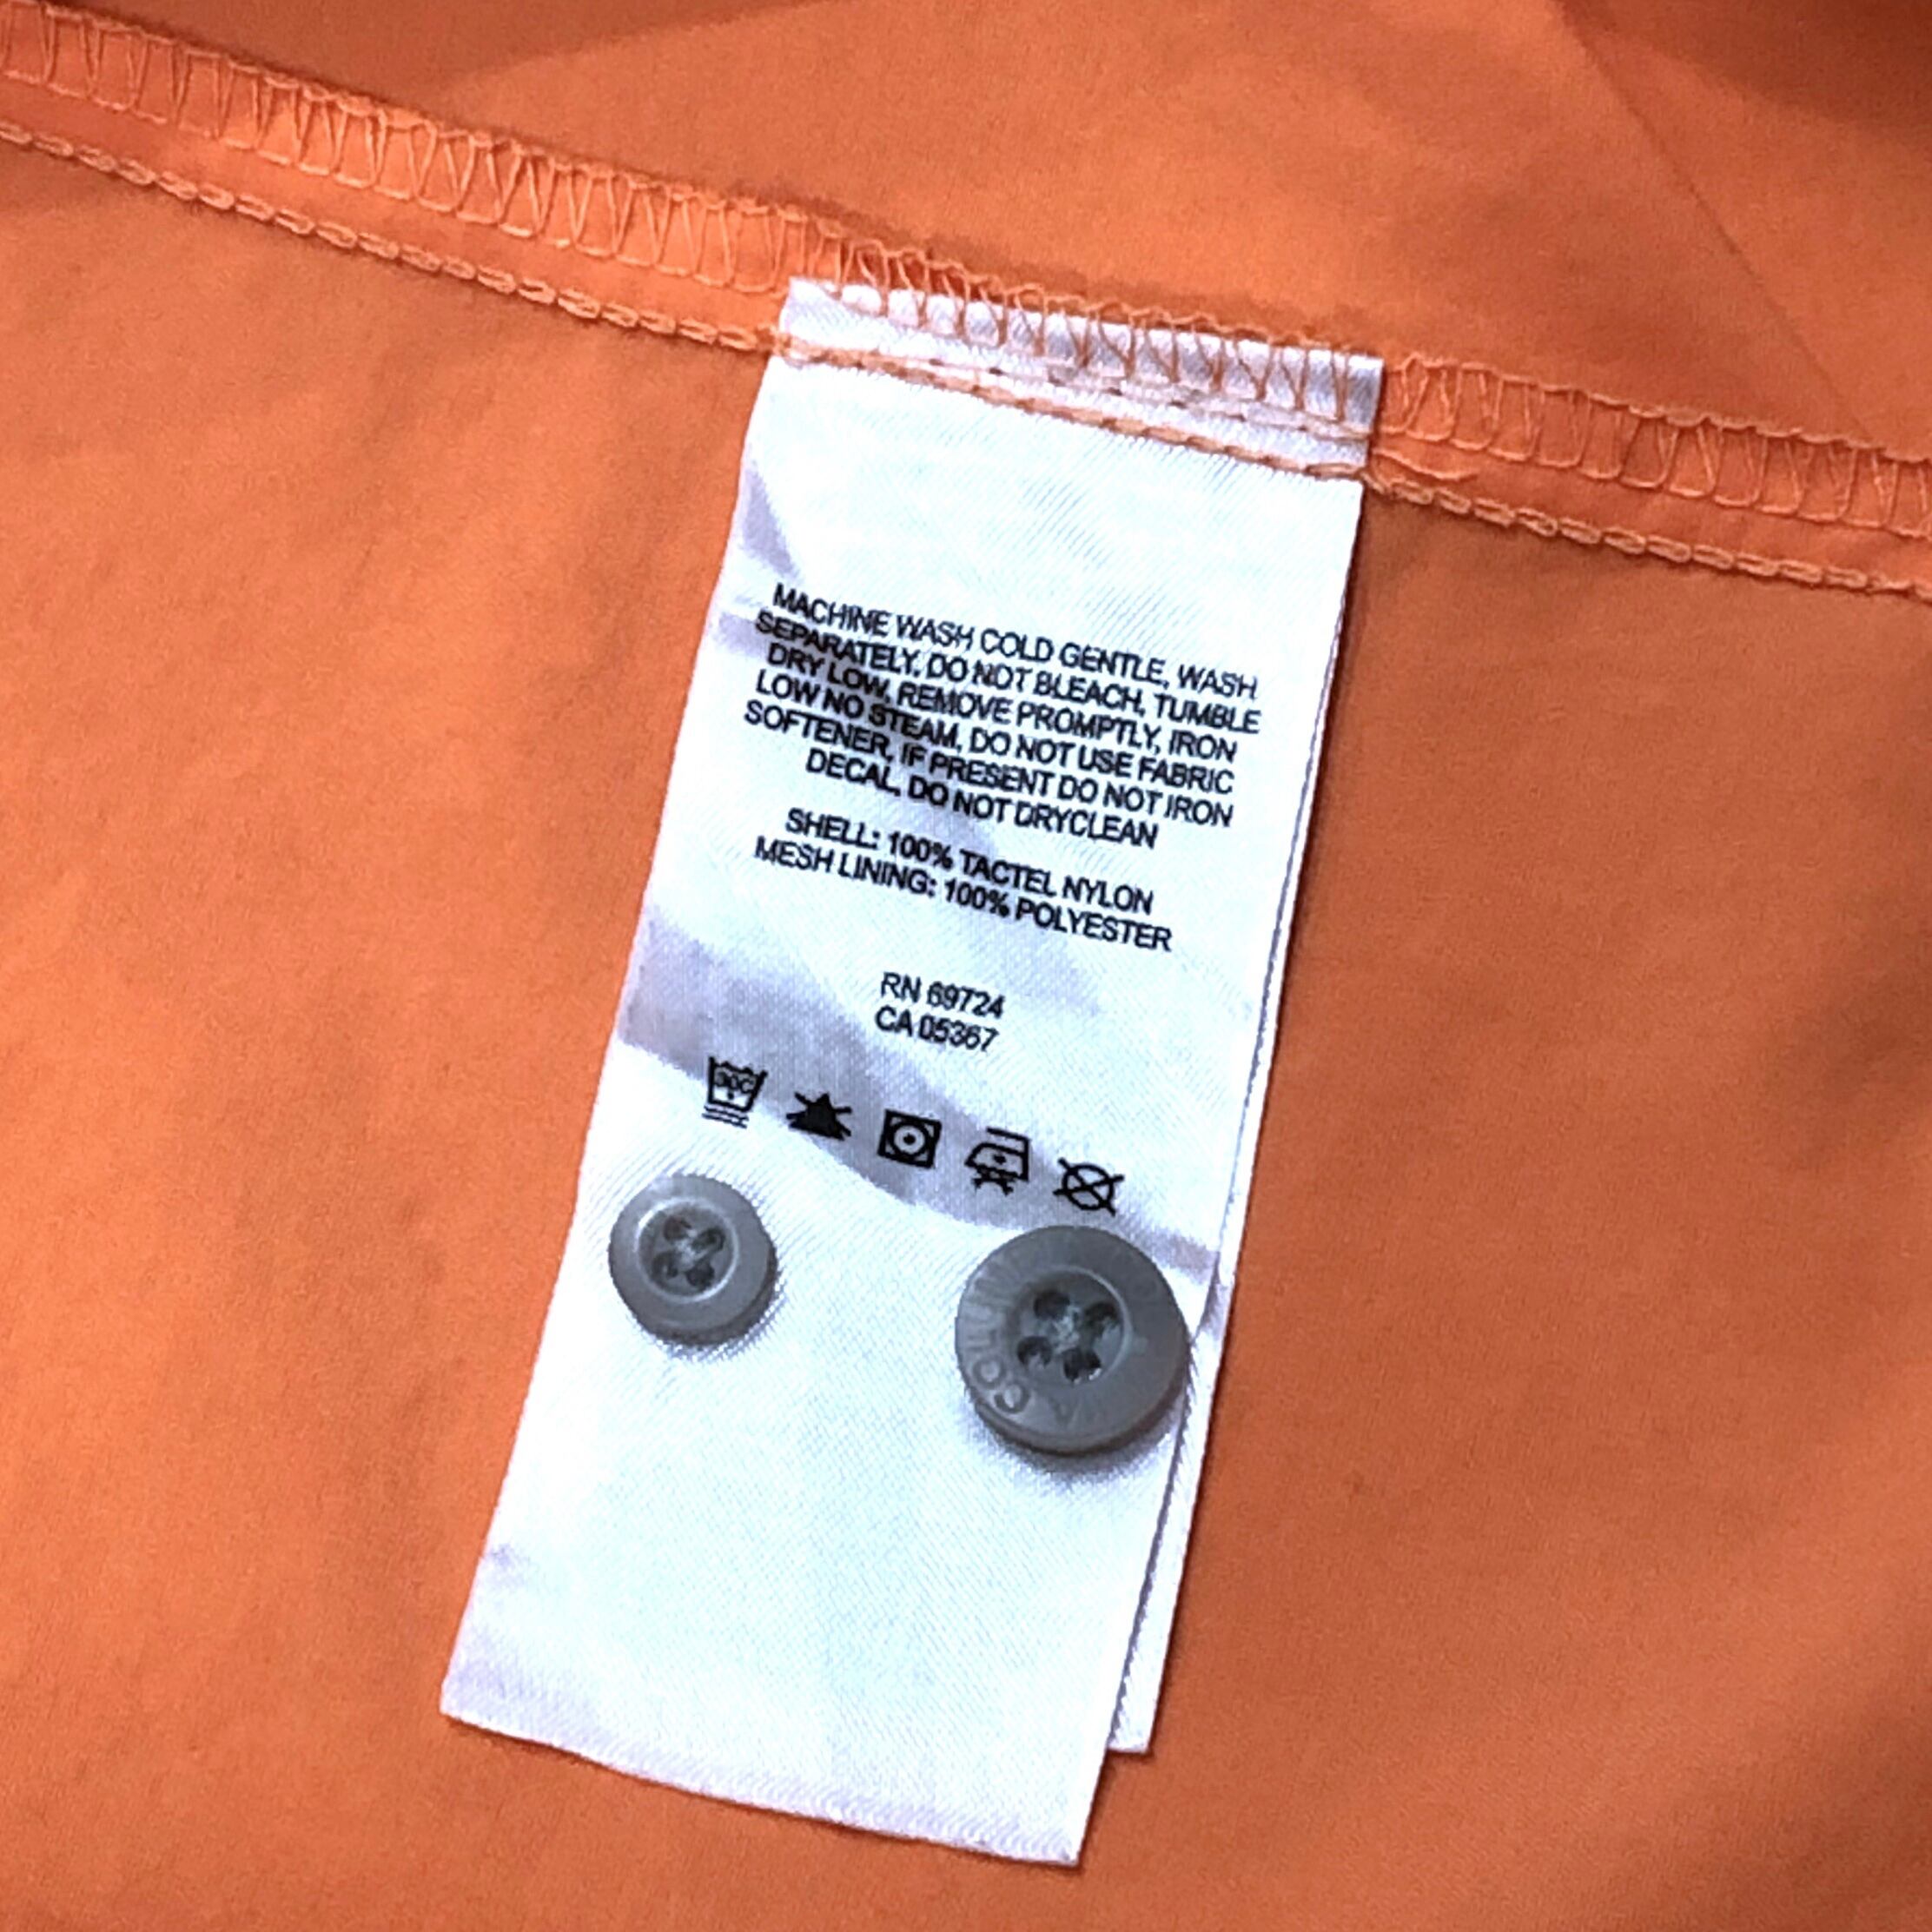 MACHINE WASH COLD GENTLE, WASH
SEPARATELY, DO NOT BLEACH, TUMBLE
DRY LOW, REMOVE PROMPTLY, IRON
LOW NO STEAM, DO NOT USE FABRIC
SOFTENER, IF PRESENT DO NOT IRON
DECAL, DO NOT DRYCLEAN
SHELL: 100% TACTEL NYLON
MESH LINING: 100% POLYESTER
RN 69724
CA 05367
30C